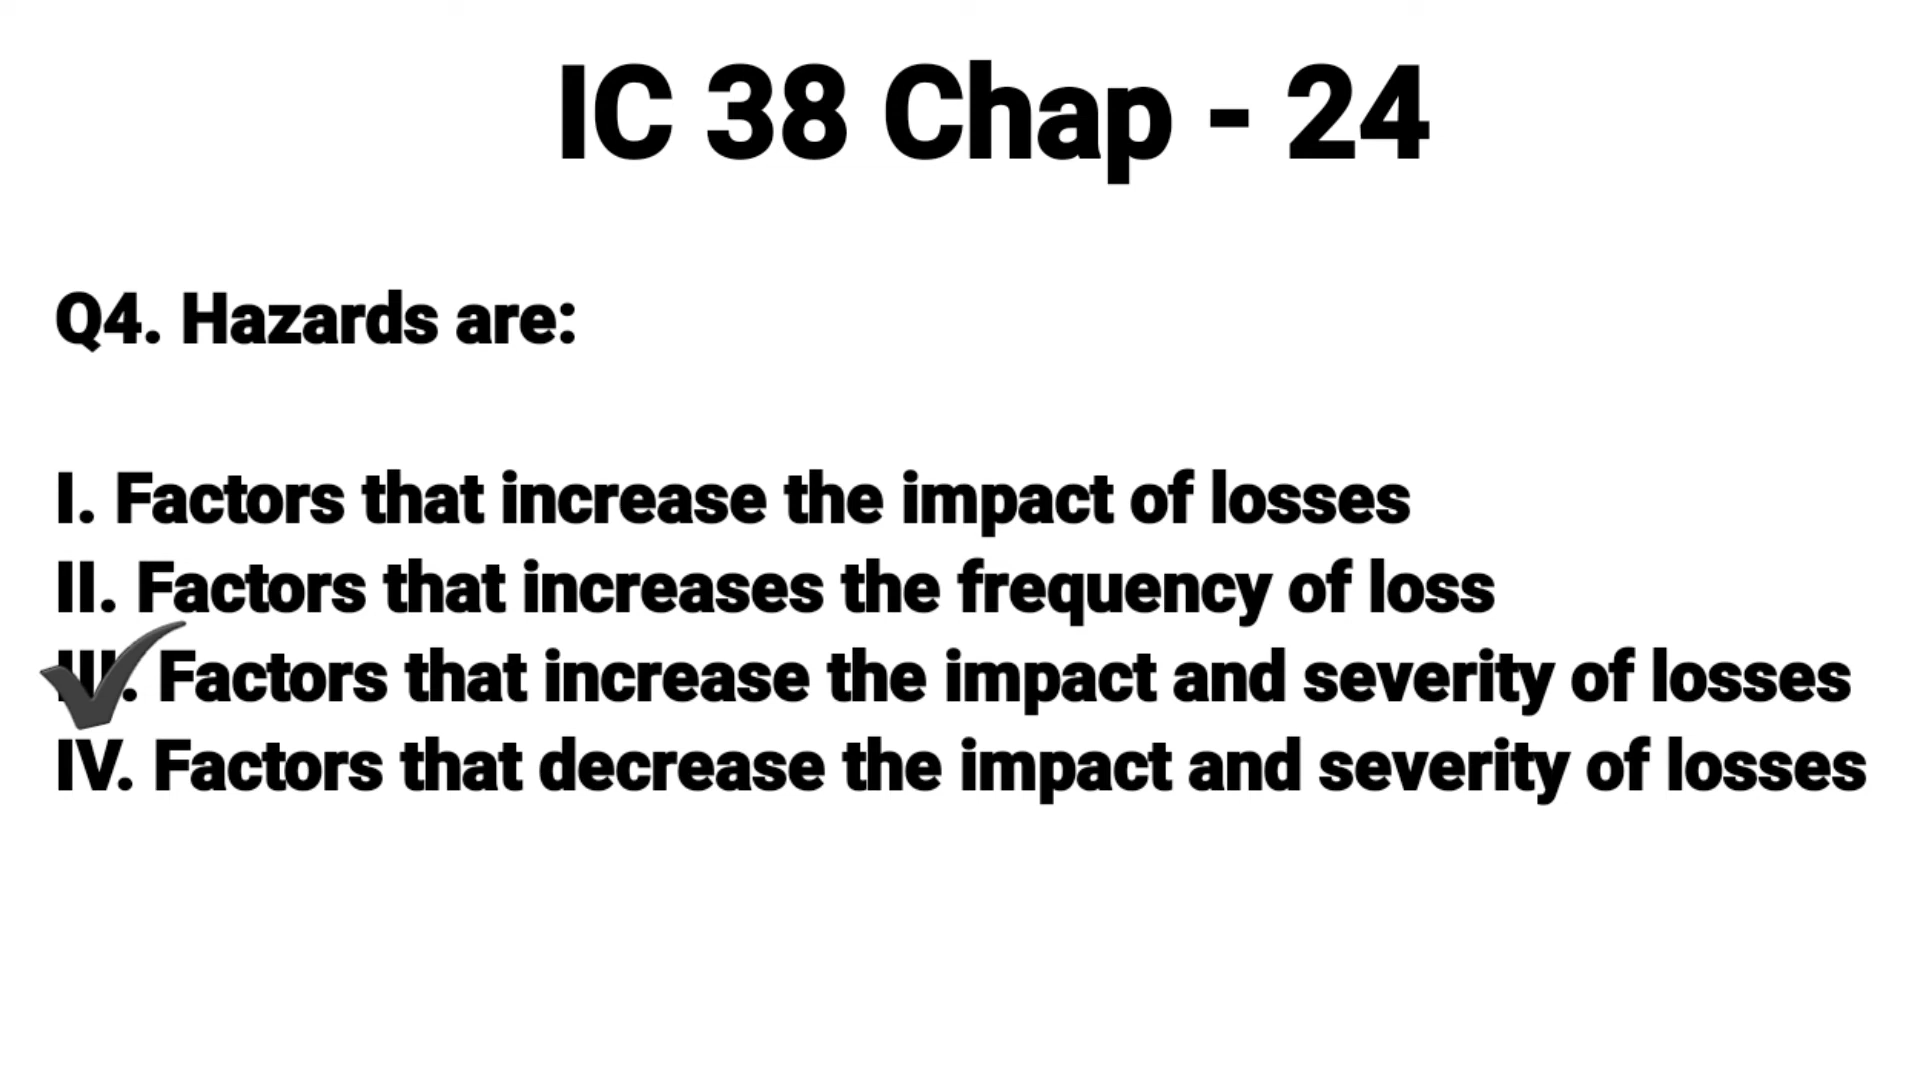 IC 38 Chap - 24
Q4. Hazards are:
I. Factors that increase the impact of losses
II. Factors that increases the frequency of loss
III. Factors that increase the impact and severity of losses
IV. Factors that decrease the impact and severity of losses